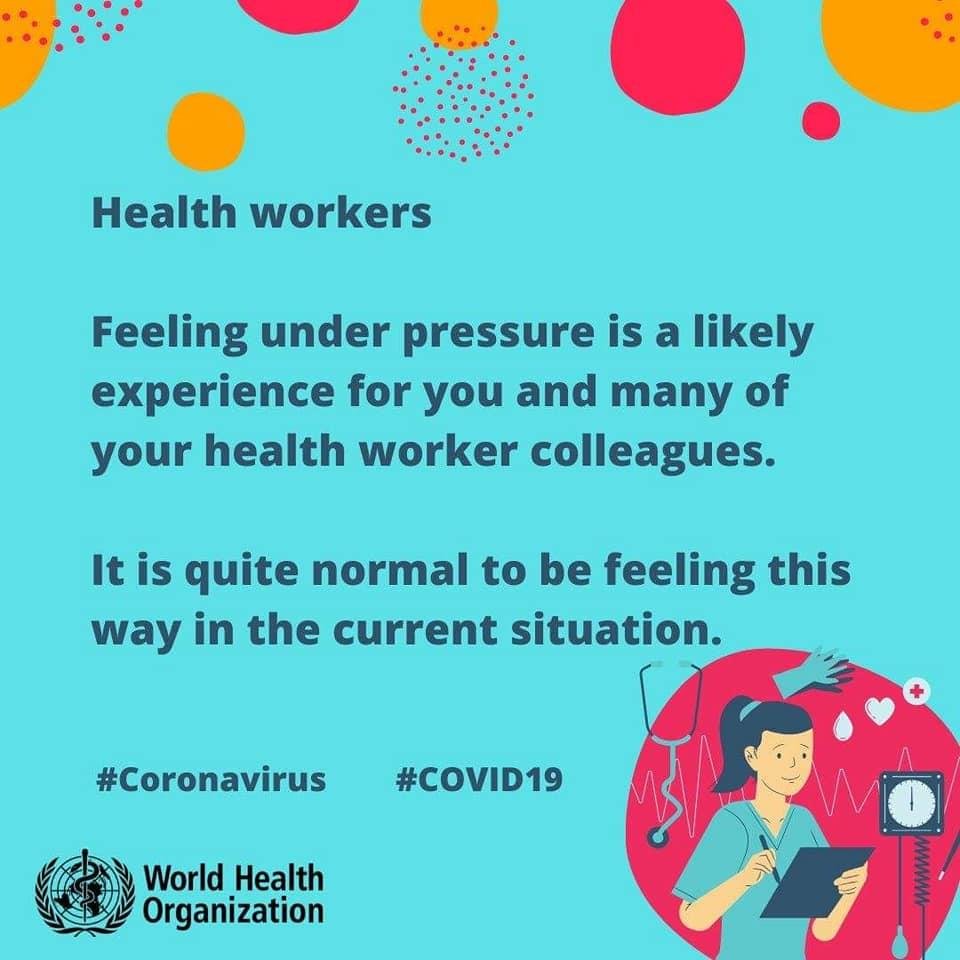 Health workers
Feeling under pressure is a likely
experience for you and many of
your health worker colleagues.
It is quite normal to be feeling this
way in the current situation.
#Coronavirus #COVID19
World Health
Organization